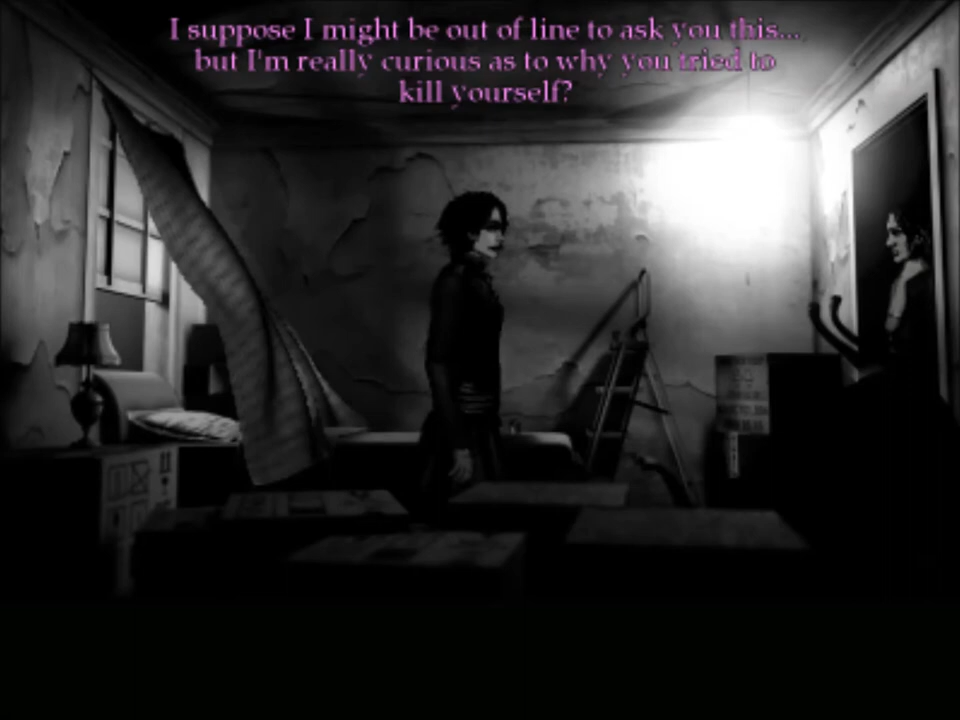 I suppose I might be out of line to ask you this...
but I'm really curious as to why you tried to
kill yourself?